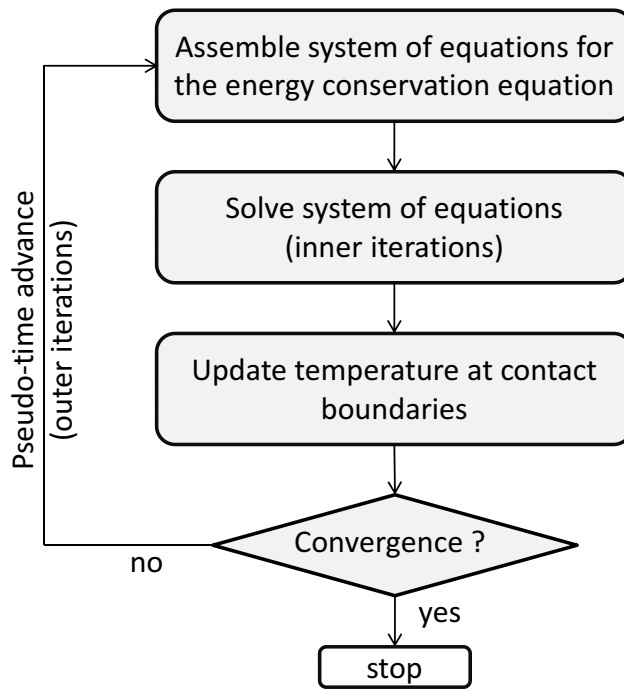 Assemble system of equations for
the energy conservation equation
Solve system of equations
(inner iterations)
Update temperature at contact
boundaries
Convergence ?
no
yes
stop
Pseudo-time advance
(outer iterations)